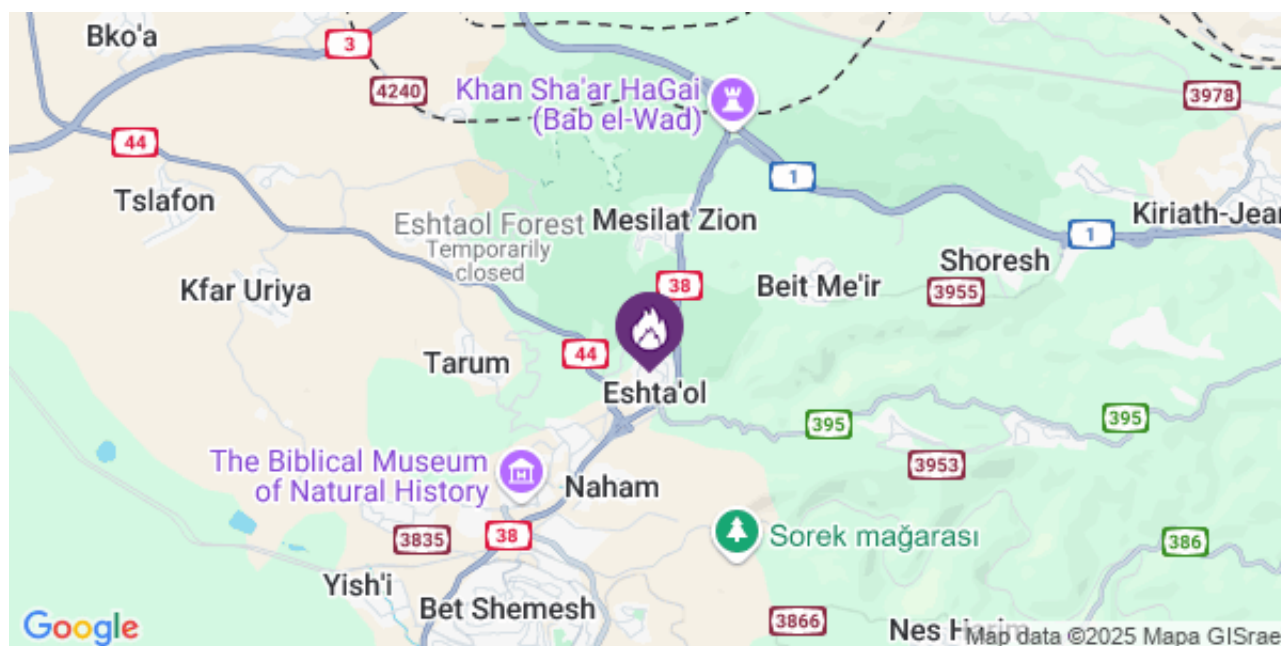 Bko'a
3
4240
Khan Sha'ar HaGai
(Bab el-Wad)
3978
44
1
Tslafon
Eshtaol Forest
Temporarily
closed
Mesilat Zion
Kiriath-Jear
1
Shoresh
Kfar Uriya
38
Beit Me'ir
3955
Tarum
44
Eshta'ol
395
395
The Biblical Museum
of Natural History
M
Naham
3953
3835
38
Sorek mağarası
386
Yish'i
Bet Shemesh
3866
Nes
Google
Map data ©2025 Mapa GISrae